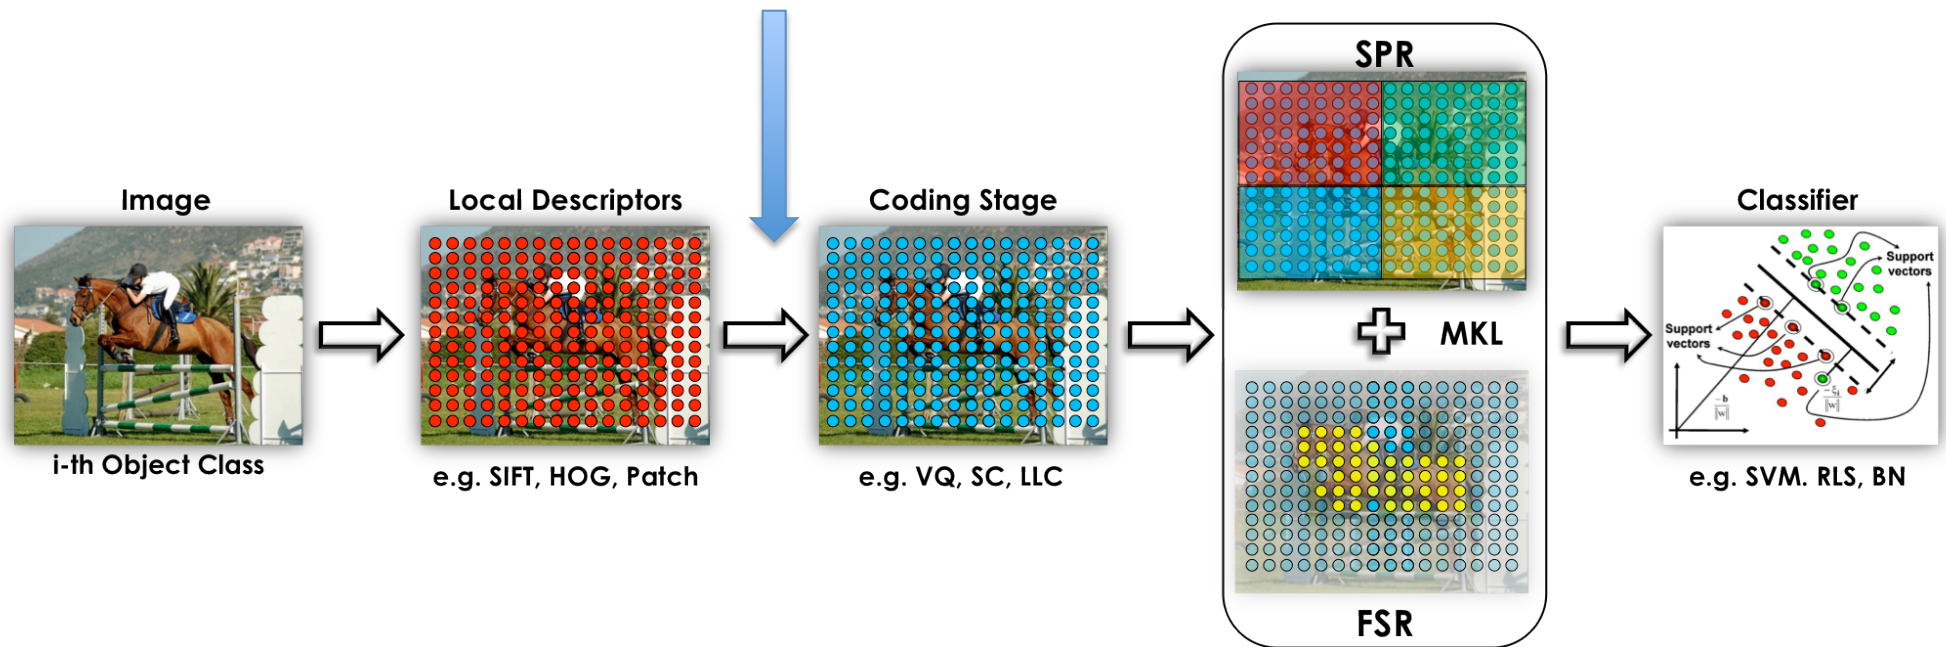 Image
i-th Object Class
Local Descriptors
e.g. SIFT, HOG, Patch
Coding Stage
e.g. VQ, SC, LLC
SPR
MKL
FSR
Classifier
Support
vectors
Support
vectors
-b
|w|
-ξi
|w|
e.g. SVM. RLS, BN